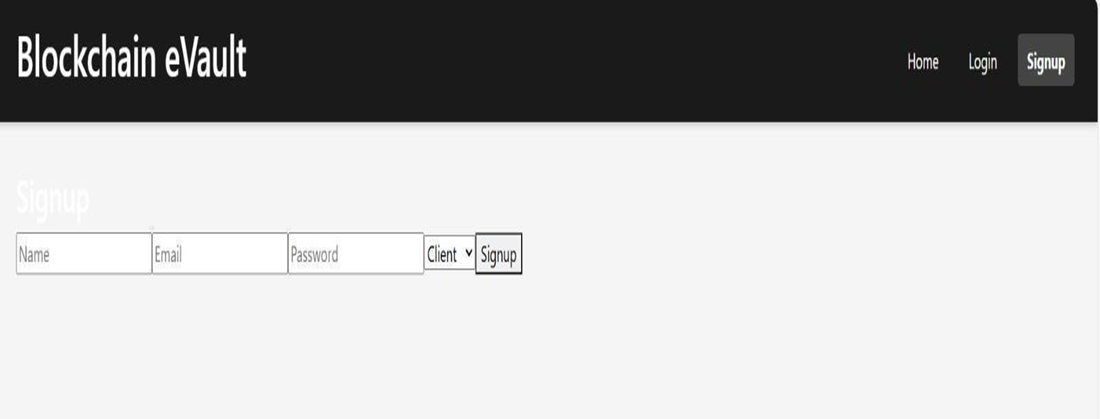 Blockchain eVault
Home Login Signup
Signup
Name Email Password Client Signup